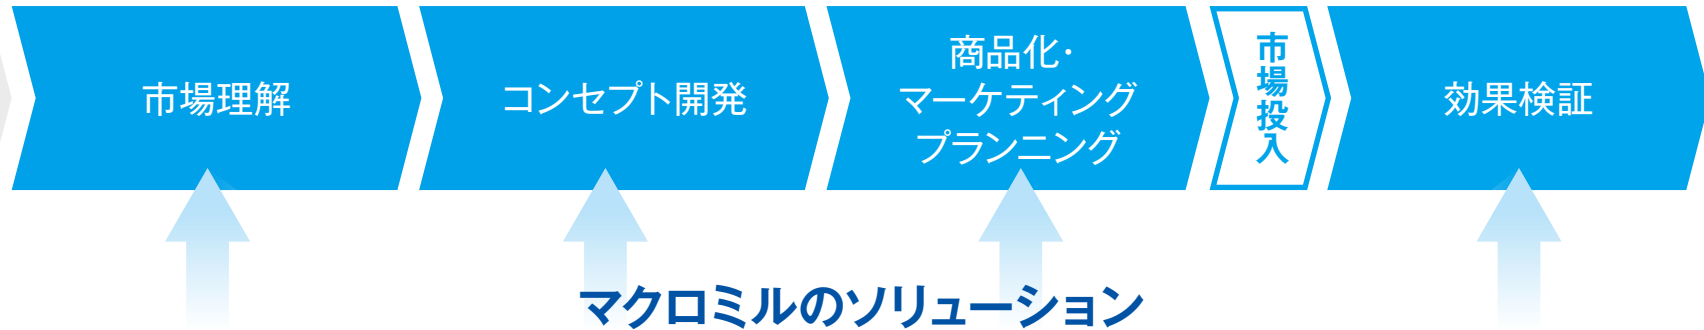 市場理解
コンセプト開発
商品化・
マーケティング
プランニング
市場投入
効果検証
マクロミルのソリューション